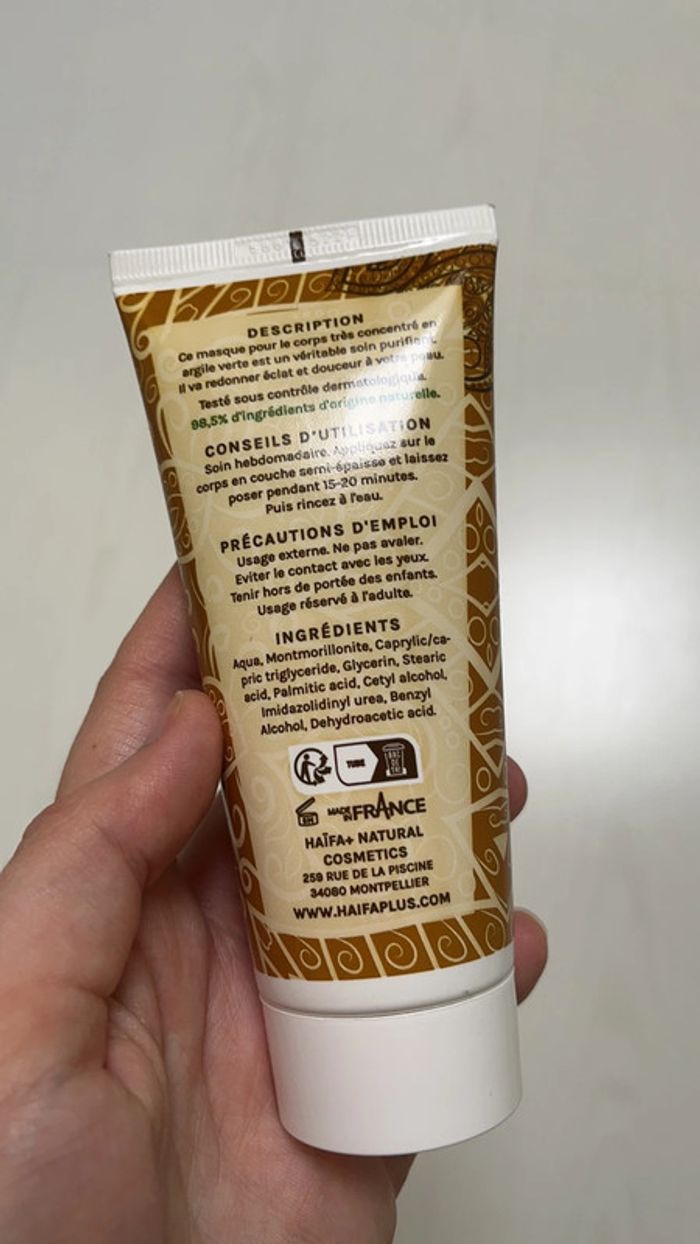 DESCRIPTION
Ce masque pour le corps très concentré en
argile verte est un véritable soin purifiant.
Il va redonner éclat et douceur à votre peau.
Testé sous contrôle dermatologique.
98,5% d'ingrédients d'origine naturelle.
CONSEILS D'UTILISATION
Soin hebdomadaire. Appliquez sur le
corps en couche semi-épaisse et laissez
poser pendant 15-20 minutes.
Puis rincez à l'eau.
PRÉCAUTIONS D'EMPLOI
Usage externe. Ne pas avaler.
Eviter le contact avec les yeux.
Tenir hors de portée des enfants.
Usage réservé à l'adulte.
INGRÉDIENTS
Aqua, Montmorillonite, Caprylic/ca-
pric triglyceride, Glycerin, Stearic
acid, Palmitic acid, Cetyl alcohol,
Imidazolidinyl urea, Benzyl
Alcohol, Dehydroacetic acid.
TUBE
BAC DE TRI
MADE IN FRANCE
HAÏFA+ NATURAL
COSMETICS
259 RUE DE LA PISCINE
34080 MONTPELLIER
WWW.HAIFAPLUS.COM